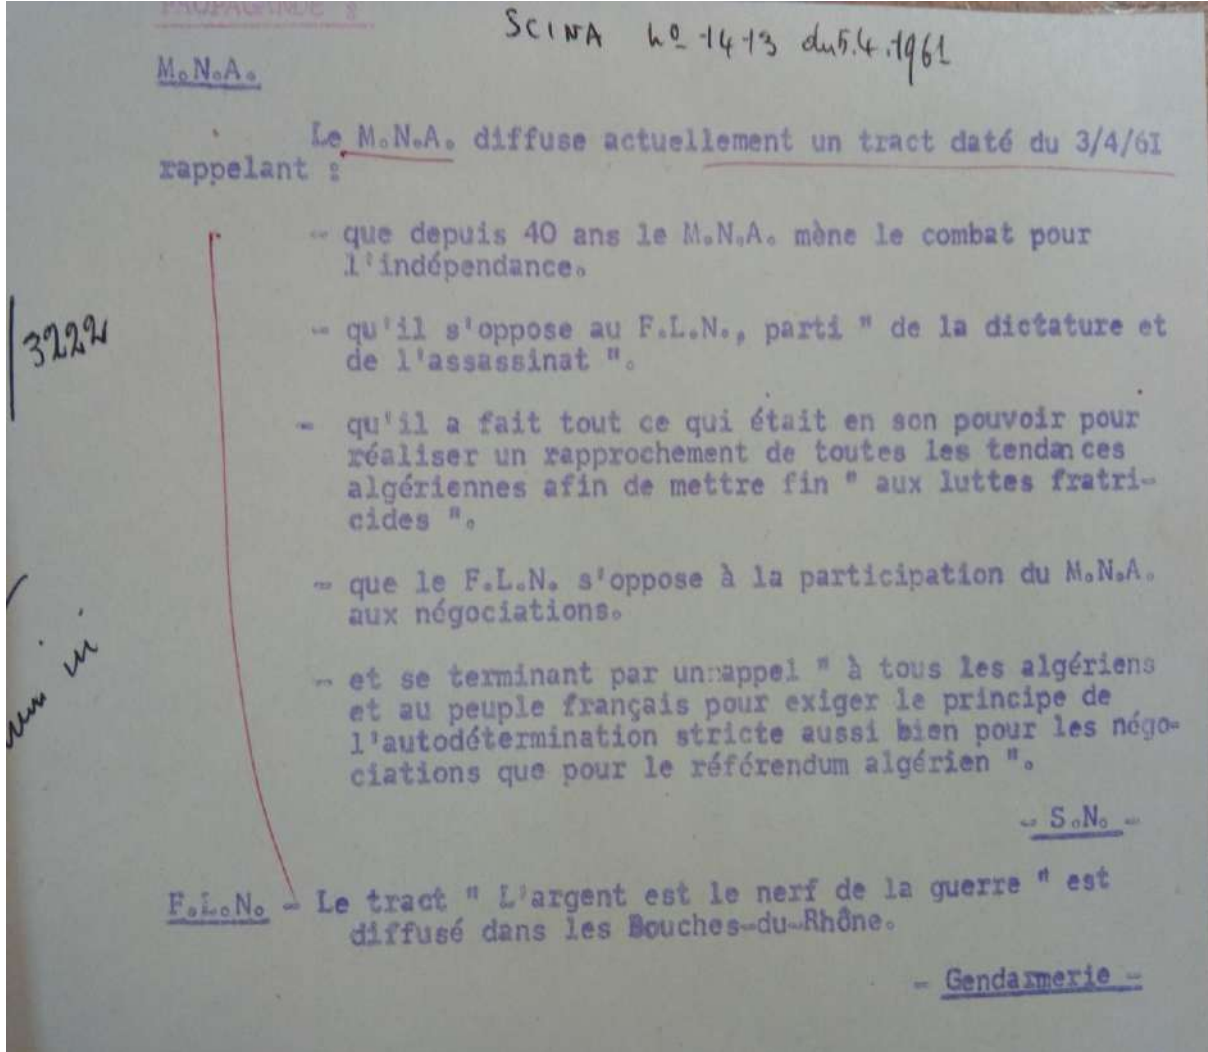 PROPAGANDE :
SCINA nº 1413 du 5.4.1961
M.N.A.
Le M.N.A. diffuse actuellement un tract daté du 3/4/6I
rappelant :
- que depuis 40 ans le M.N.A. mène le combat pour
l'indépendance.
3222
- qu'il s'oppose au F.L.N., parti " de la dictature et
de l'assassinat ".
- qu'il a fait tout ce qui était en son pouvoir pour
réaliser un rapprochement de toutes les tendances
algériennes afin de mettre fin " aux luttes fratri-
cides ".
- que le F.L.N. s'oppose à la participation du M.N.A.
aux négociations.
- et se terminant par un appel " à tous les algériens
et au peuple français pour exiger le principe de
l'autodétermination stricte aussi bien pour les négo-
ciations que pour le référendum algérien ".
- S.N. -
F.L.N. - Le tract " L'argent est le nerf de la guerre " est
diffusé dans les Bouches-du-Rhône.
- Gendarmerie -